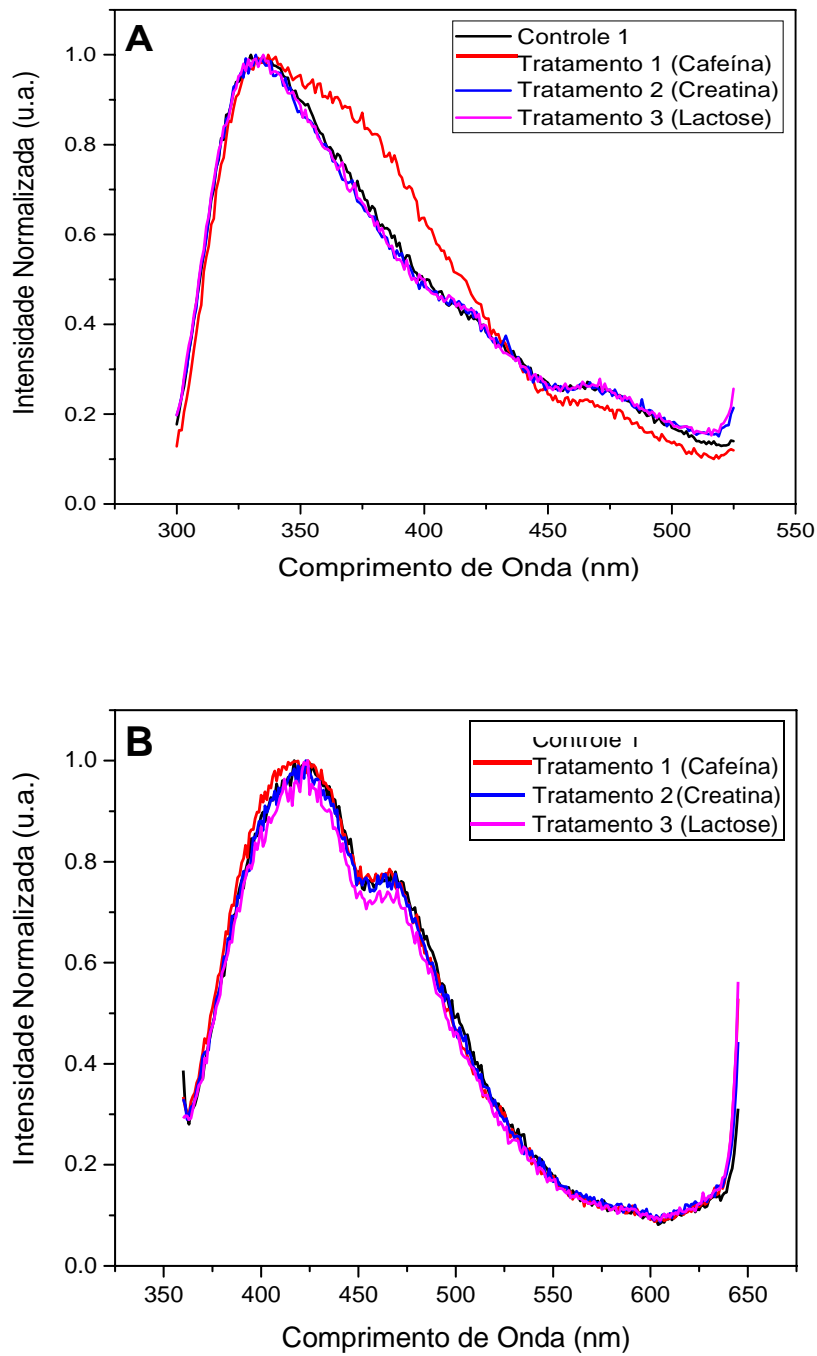 A
Controle 1
Tratamento 1 (Cafeína)
Tratamento 2 (Creatina)
Tratamento 3 (Lactose)
Intensidade Normalizada (u.a.)
1.0
0.8
0.6
0.4
0.2
0.0
300 350 400 450 500 550
Comprimento de Onda (nm)
B
Controle 1
Tratamento 1 (Cafeína)
Tratamento 2 (Creatina)
Tratamento 3 (Lactose)
Intensidade Normalizada (u.a.)
1.0
0.8
0.6
0.4
0.2
0.0
350 400 450 500 550 600 650
Comprimento de Onda (nm)